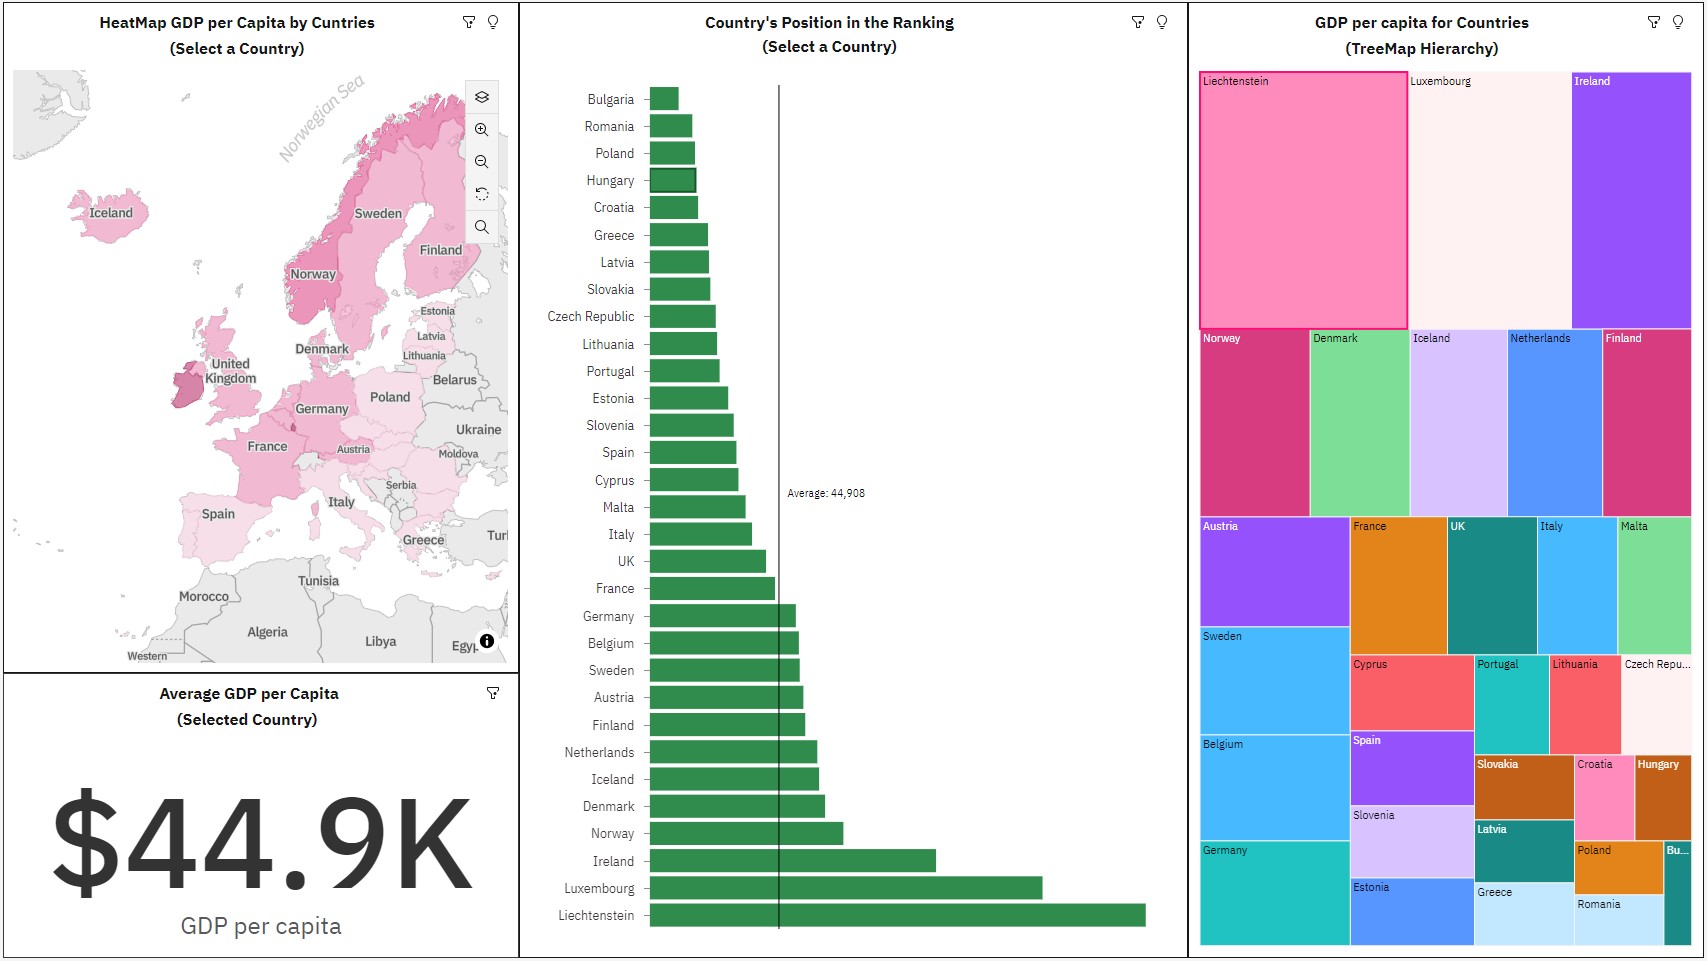 HeatMap GDP per Capita by Cuntries
(Select a Country)
Norwegian Sea
Iceland
Sweden
Finland
Norway
Estonia
Latvia
Lithuania
Denmark
United
Kingdom
Belarus
Poland
Germany
Ukraine
France
Austria
Moldova
Serbia
Italy
Spain
Greece
Tur
Tunisia
Morocco
Algeria
Libya
Egyp
Western
Average GDP per Capita
(Selected Country)
$44.9K
GDP per capita
Country's Position in the Ranking
(Select a Country)
Bulgaria
Romania
Poland
Hungary
Croatia
Greece
Latvia
Slovakia
Czech Republic
Lithuania
Portugal
Estonia
Slovenia
Spain
Cyprus
Malta
Italy
UK
France
Germany
Belgium
Sweden
Austria
Finland
Netherlands
Iceland
Denmark
Norway
Ireland
Luxembourg
Liechtenstein
Average: 44,908
GDP per capita for Countries
(TreeMap Hierarchy)
Liechtenstein
Luxembourg
Ireland
Norway
Denmark
Iceland
Netherlands
Finland
Austria
France
UK
Italy
Malta
Sweden
Cyprus
Portugal
Lithuania
Czech Repu...
Belgium
Spain
Slovakia
Croatia
Hungary
Slovenia
Latvia
Germany
Poland
Bu...
Estonia
Greece
Romania